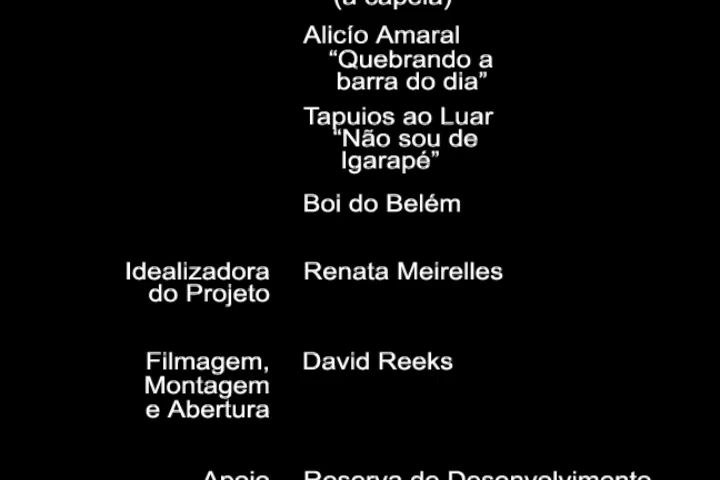 (a capela)
Alicío Amaral
“Quebrando a
barra do dia”
Tapuios ao Luar
“Não sou de
Igarapé”
Boi do Belém
Idealizadora
do Projeto
Renata Meirelles
Filmagem,
Montagem
e Abertura
David Reeks
Apoio
Reserva de Desenvolvimento